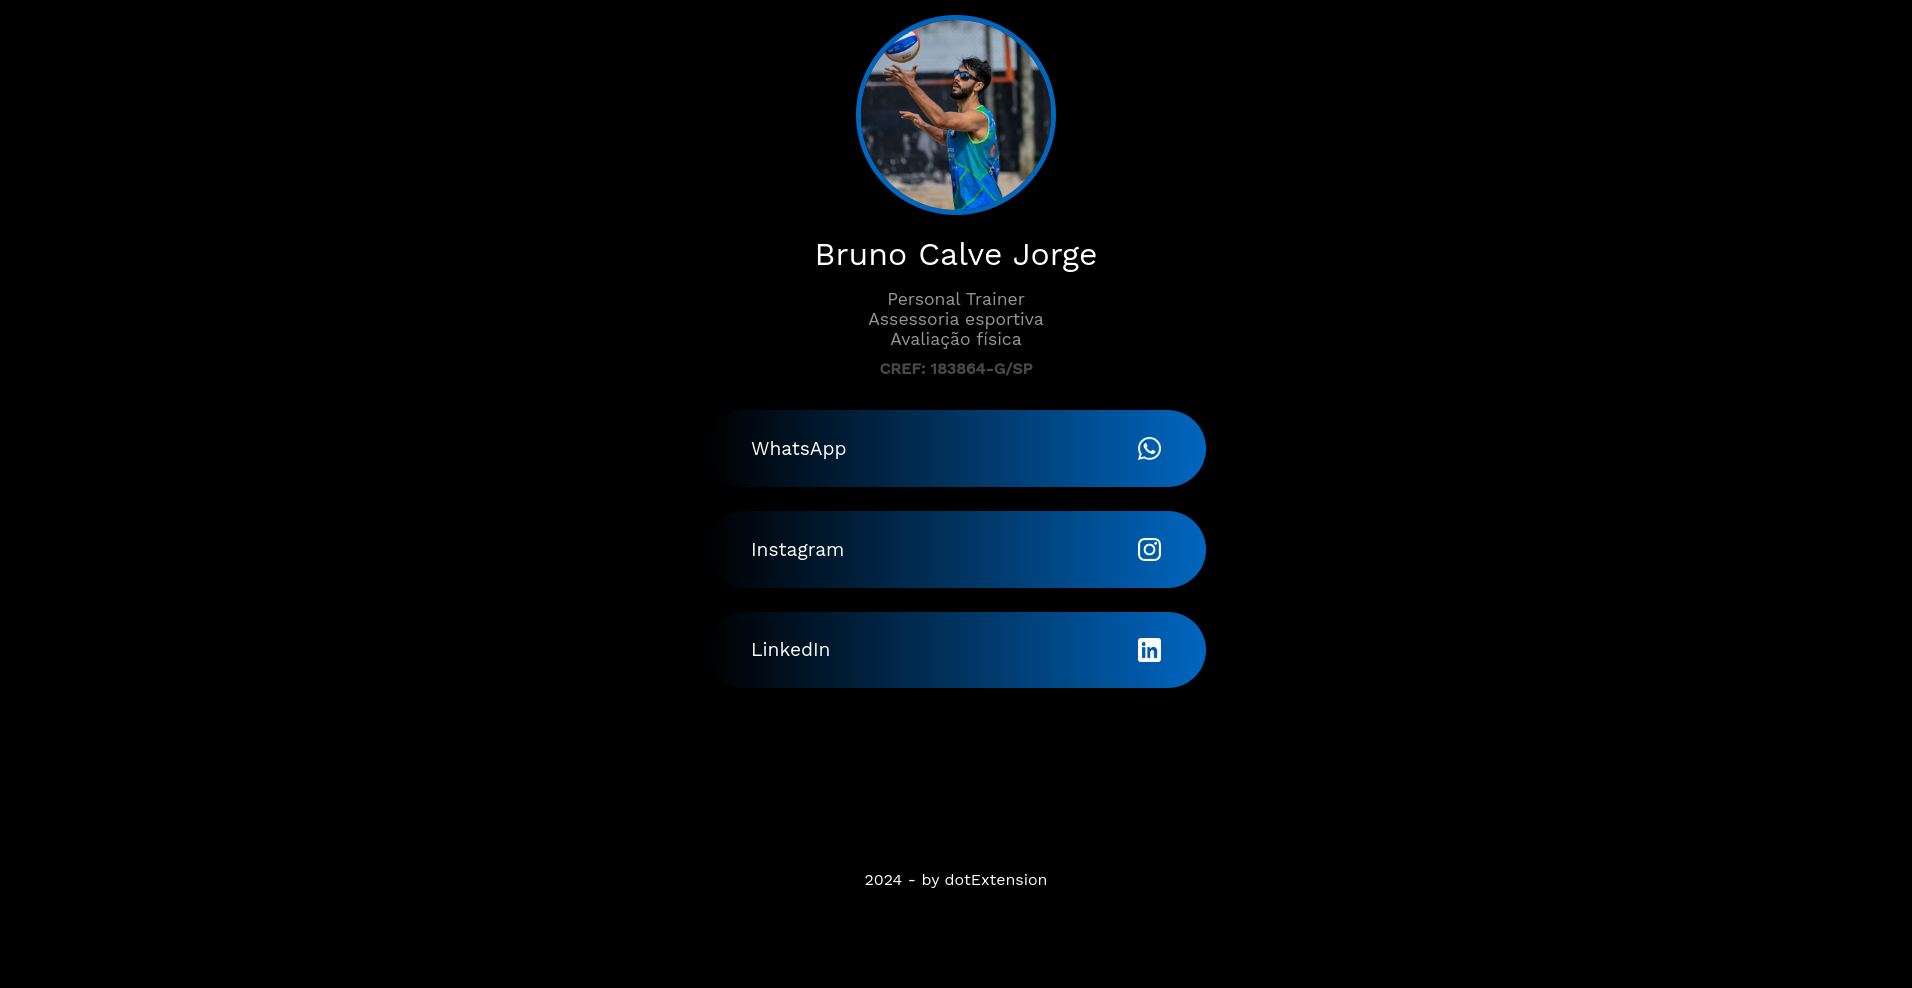 Bruno Calve Jorge
Personal Trainer
Assessoria esportiva
Avaliação física
CREF: 183864-G/SP
WhatsApp
Instagram
LinkedIn
2024 - by dotExtension